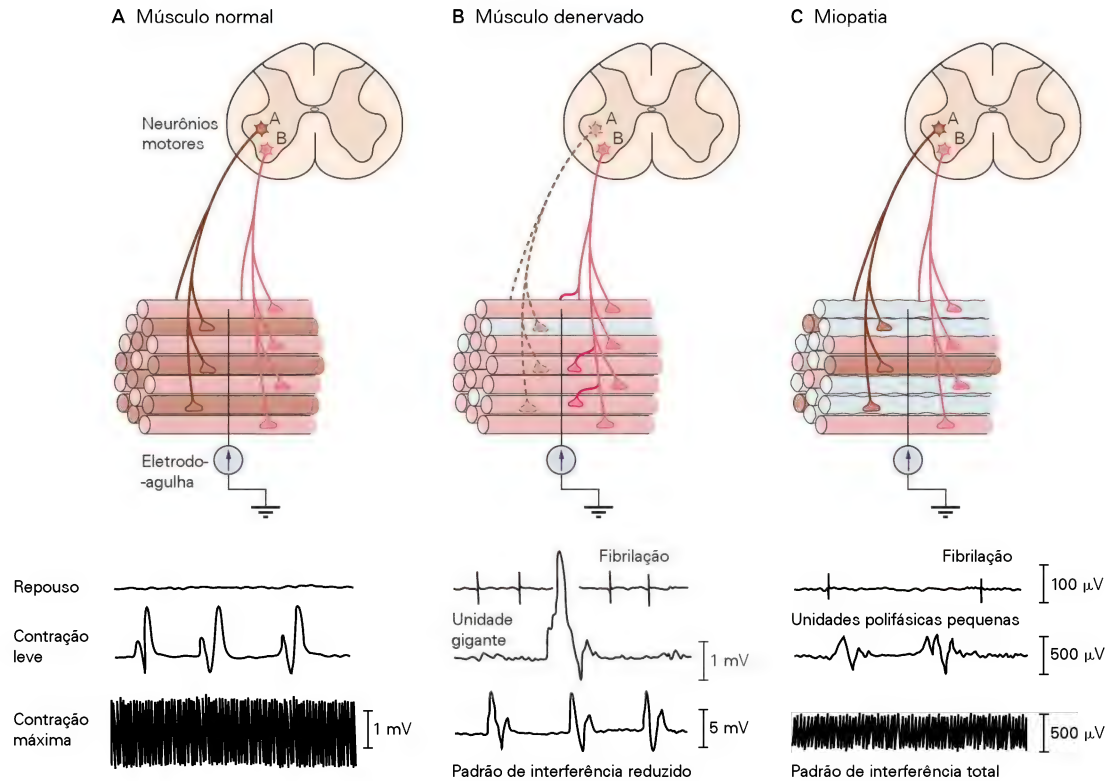 A Músculo normal
B Músculo denervado
C Miopatia
Neurônios
motores
A
B
A
B
A
B
Eletrodo-
-agulha
Repouso
Contração
leve
Contração
máxima
1 mV
Fibrilação
Unidade
gigante
1 mV
5 mV
Padrão de interferência reduzido
Fibrilação
100 µV
Unidades polifásicas pequenas
500 µV
500 µV
Padrão de interferência total